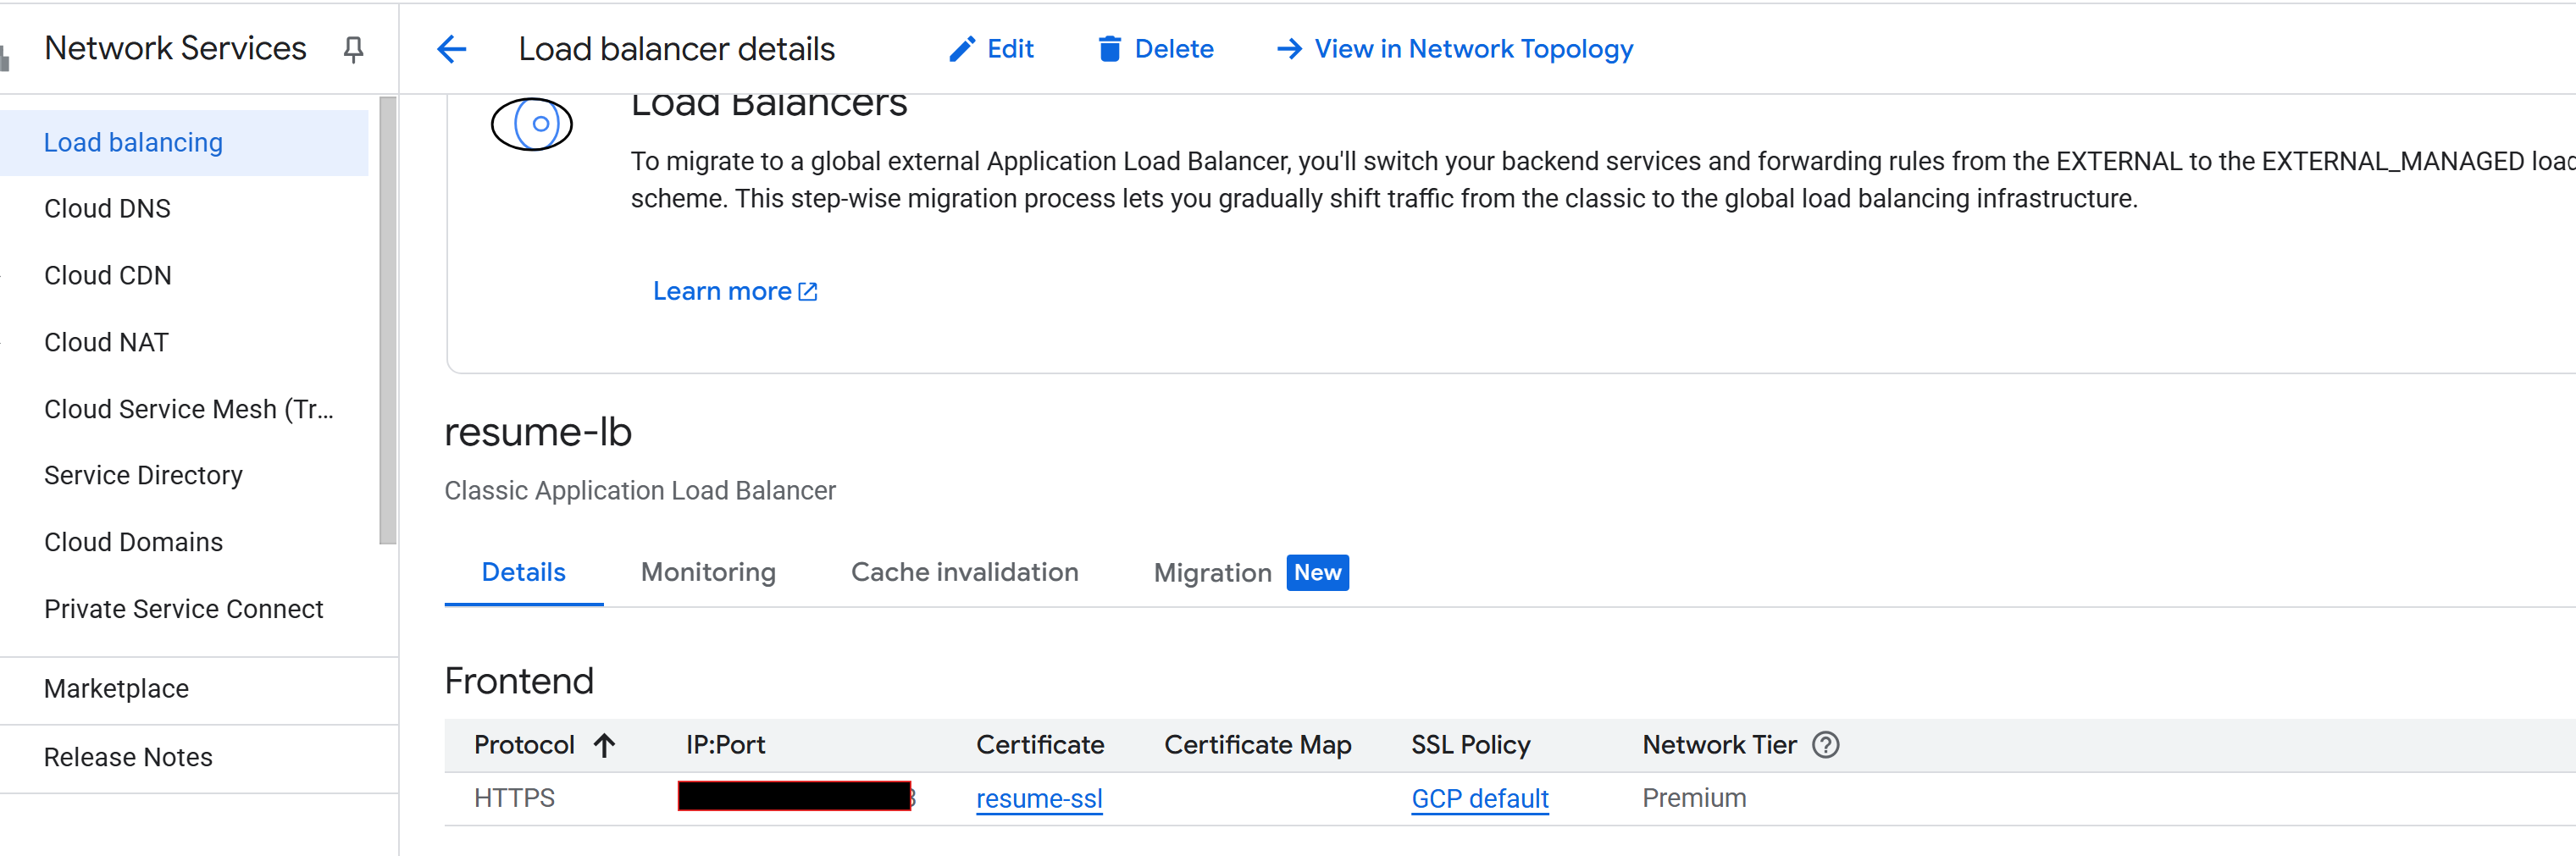 Network Services
Load balancer details
Edit
Delete
View in Network Topology
Load balancing
Cloud DNS
Cloud CDN
Cloud NAT
Cloud Service Mesh (Tr...
Service Directory
Cloud Domains
Private Service Connect
Marketplace
Release Notes
Load Balancers
To migrate to a global external Application Load Balancer, you'll switch your backend services and forwarding rules from the EXTERNAL to the EXTERNAL_MANAGED load
scheme. This step-wise migration process lets you gradually shift traffic from the classic to the global load balancing infrastructure.
Learn more
resume-lb
Classic Application Load Balancer
Details
Monitoring
Cache invalidation
Migration New
Frontend
Protocol IP:Port Certificate Certificate Map SSL Policy Network Tier
HTTPS resume-ssl GCP default Premium